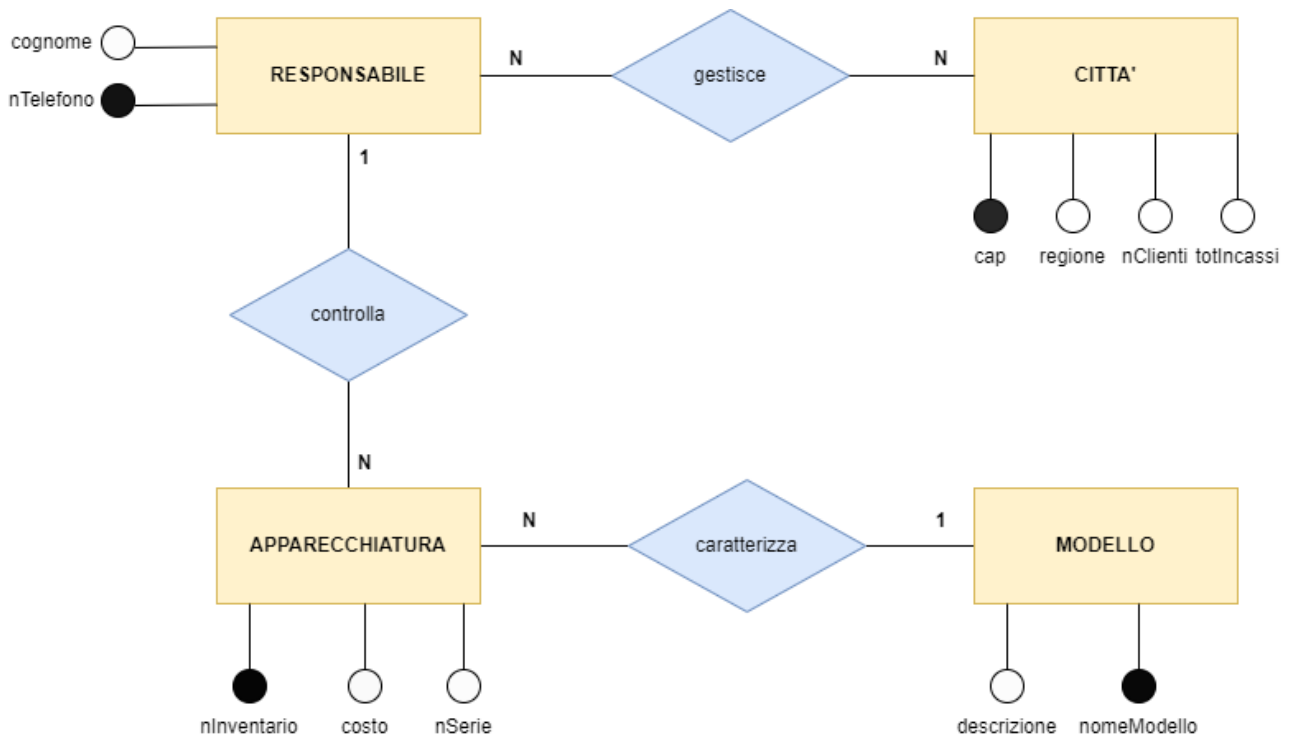 cognome
nTelefono
RESPONSABILE
N
gestisce
N
CITTA'
1
cap
regione
nClienti
totIncassi
controlla
N
APPARECCHIATURA
N
caratterizza
1
MODELLO
nInventario
costo
nSerie
descrizione
nomeModello